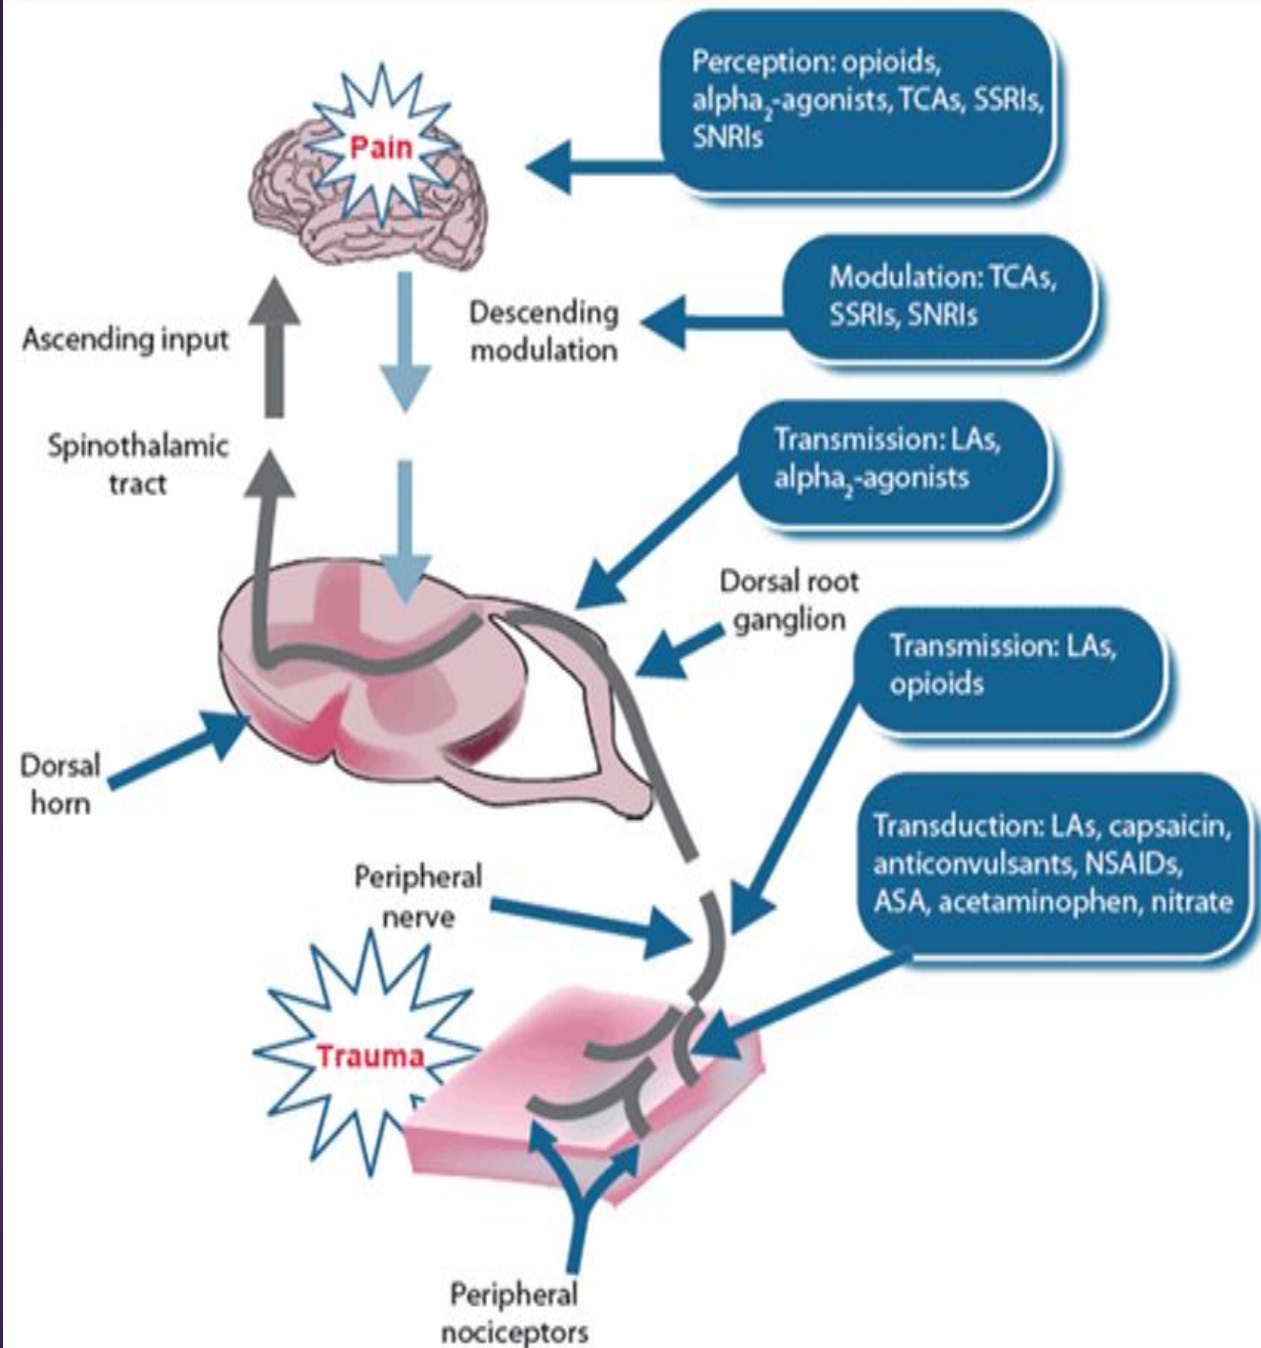 Perception: opioids,
alpha₂-agonists, TCAs, SSRIs,
SNRIs
Pain
Modulation: TCAs,
SSRIs, SNRIs
Ascending input
Descending
modulation
Spinothalamic
tract
Transmission: LAs,
alpha₂-agonists
Dorsal root
ganglion
Transmission: LAs,
opioids
Dorsal
horn
Transduction: LAs, capsaicin,
anticonvulsants, NSAIDs,
ASA, acetaminophen, nitrate
Peripheral
nerve
Trauma
Peripheral
nociceptors